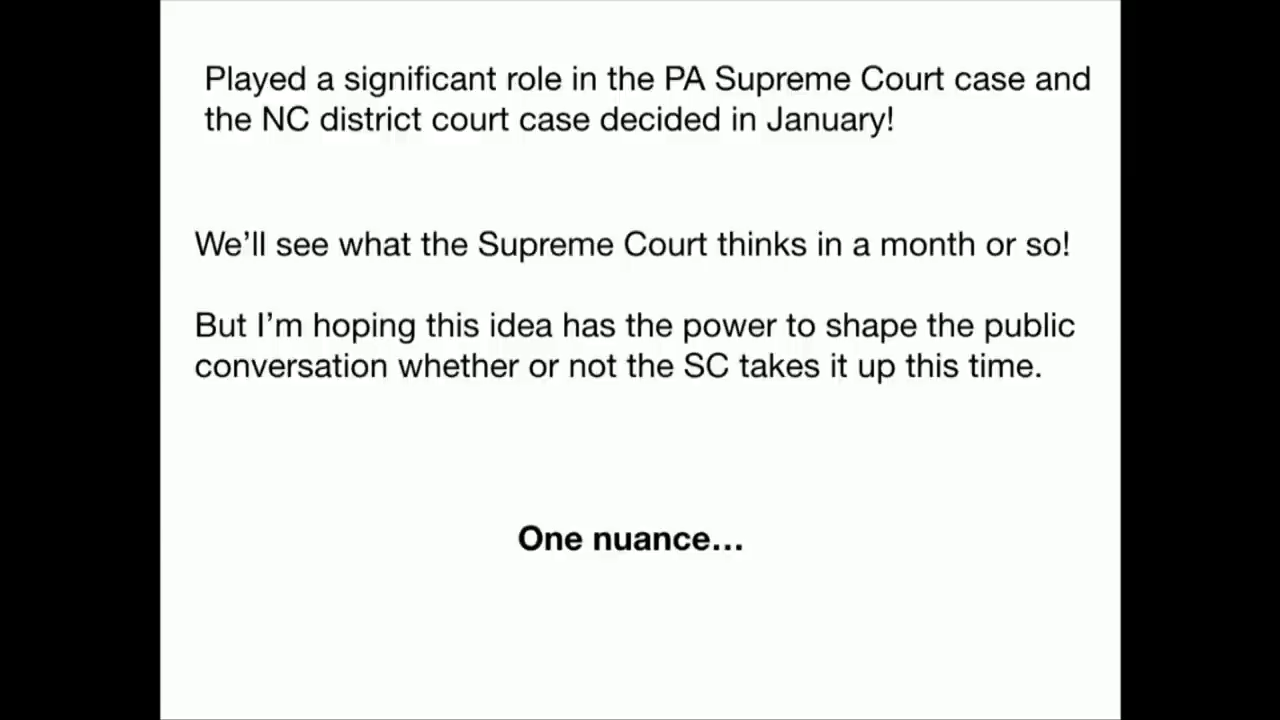 Played a significant role in the PA Supreme Court case and
the NC district court case decided in January!
We’ll see what the Supreme Court thinks in a month or so!
But I’m hoping this idea has the power to shape the public
conversation whether or not the SC takes it up this time.
One nuance…